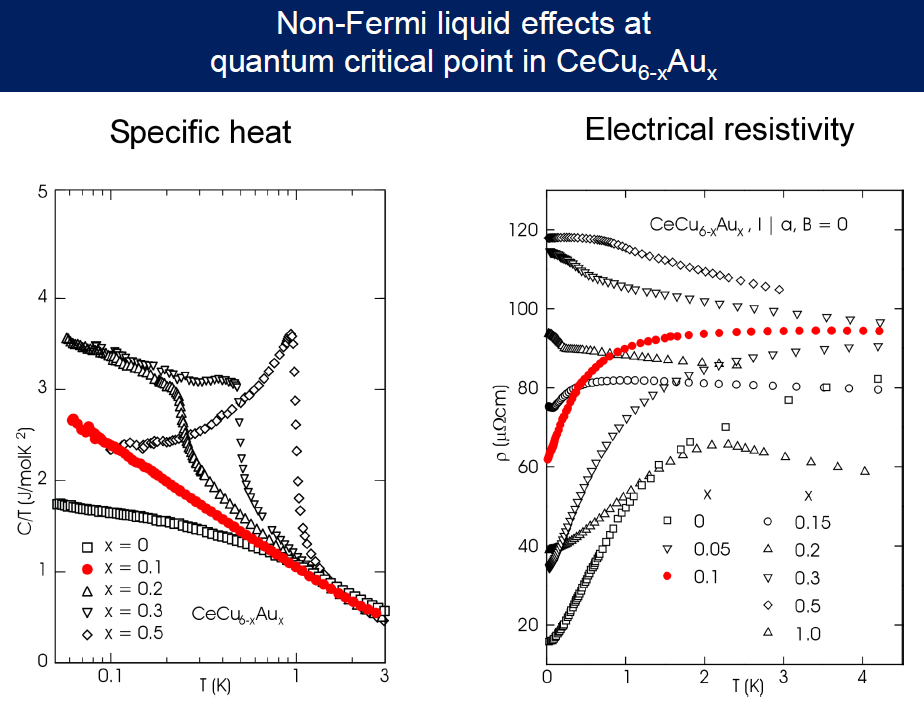 Non-Fermi liquid effects at
quantum critical point in CeCu6-xAux
Specific heat
Electrical resistivity
5
4
3
2
1
0
C/T (J/molK²)
0.1
1
3
T (K)
x = 0
x = 0.1
x = 0.2
x = 0.3
x = 0.5
CeCu6-xAux
120
100
80
60
40
20
ρ (μΩcm)
0
1
2
3
4
T (K)
CeCu6-xAux , I | a, B = 0
x
0
0.05
0.1
x
0.15
0.2
0.3
0.5
1.0